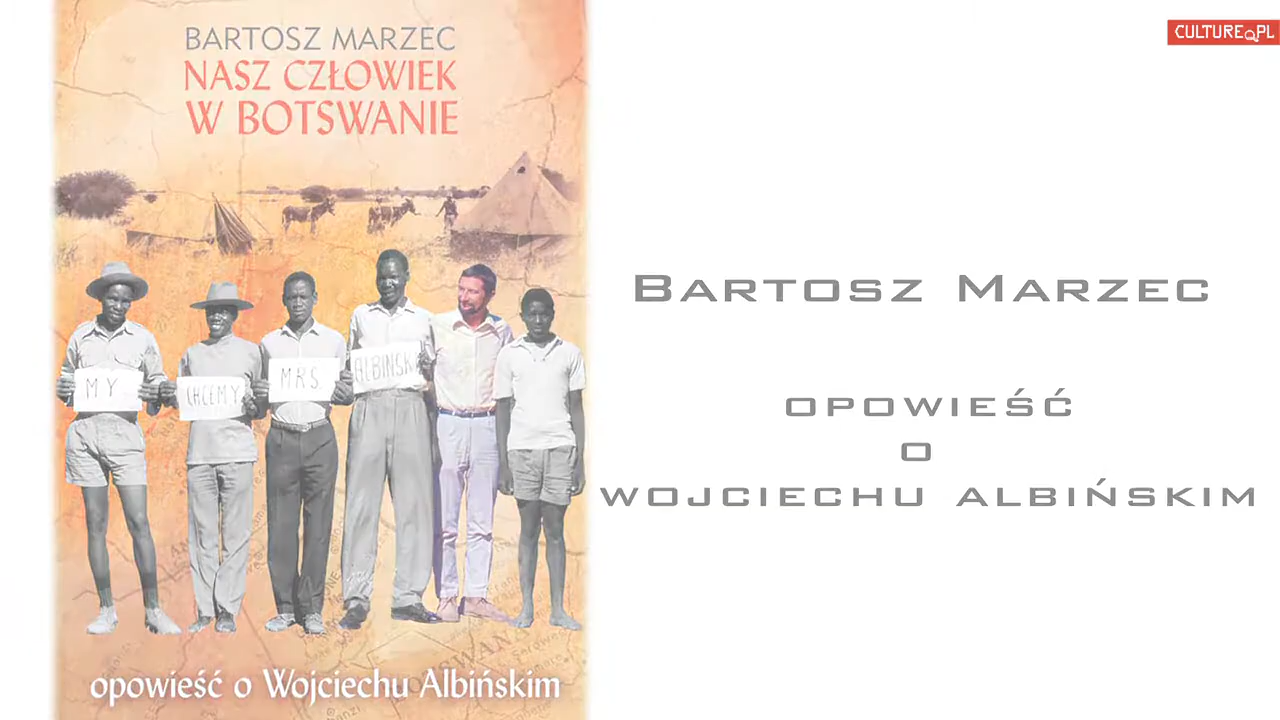 BARTOSZ MARZEC
NASZ CZŁOWIEK
W BOTSWANIE
MY
CHCEMY
MRS.
ALBINSKI
opowieść o Wojciechu Albińskim
CULTURE.PL
BARTOSZ MARZEC
OPOWIEŚĆ
O
WOJCIECHU ALBIŃSKIM